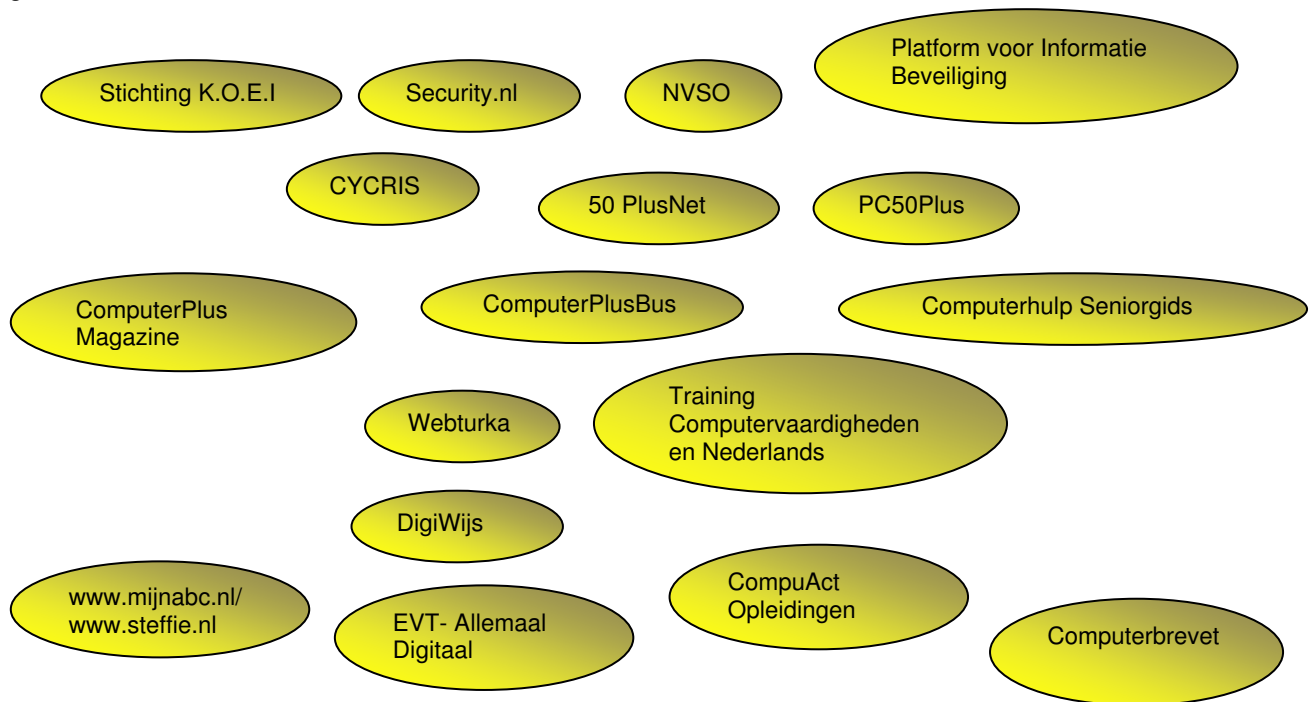 Stichting K.O.E.I
Security.nl
NVSO
Platform voor Informatie
Beveiliging
CYCRIS
50 PlusNet
PC50Plus
ComputerPlus
Magazine
ComputerPlusBus
Computerhulp Seniorgids
Webturka
Training
Computervaardigheden
en Nederlands
DigiWijs
www.mijnabc.nl/
www.steffie.nl
EVT- Allemaal
Digitaal
CompuAct
Opleidingen
Computerbrevet